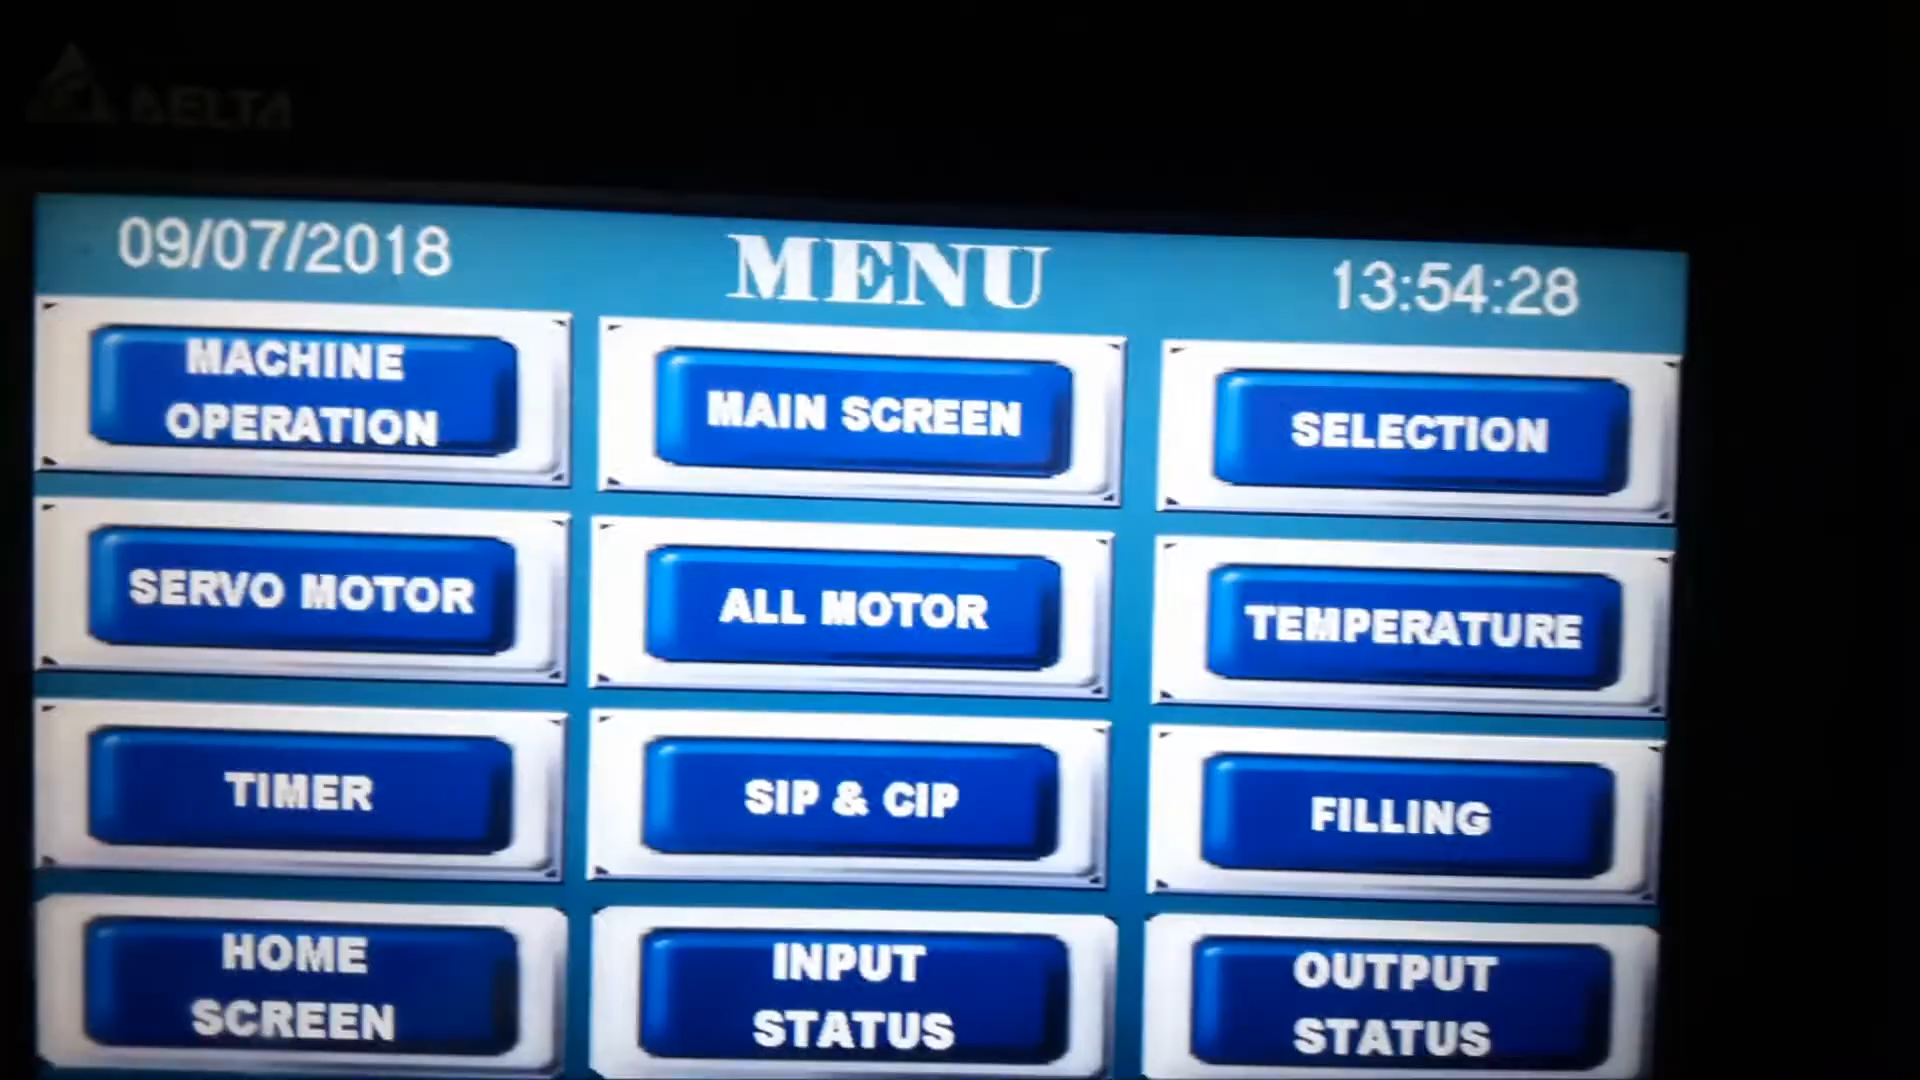 DELTA
09/07/2018 MENU 13:54:28
MACHINE
OPERATION
MAIN SCREEN
SELECTION
SERVO MOTOR
ALL MOTOR
TEMPERATURE
TIMER
SIP & CIP
FILLING
HOME
SCREEN
INPUT
STATUS
OUTPUT
STATUS